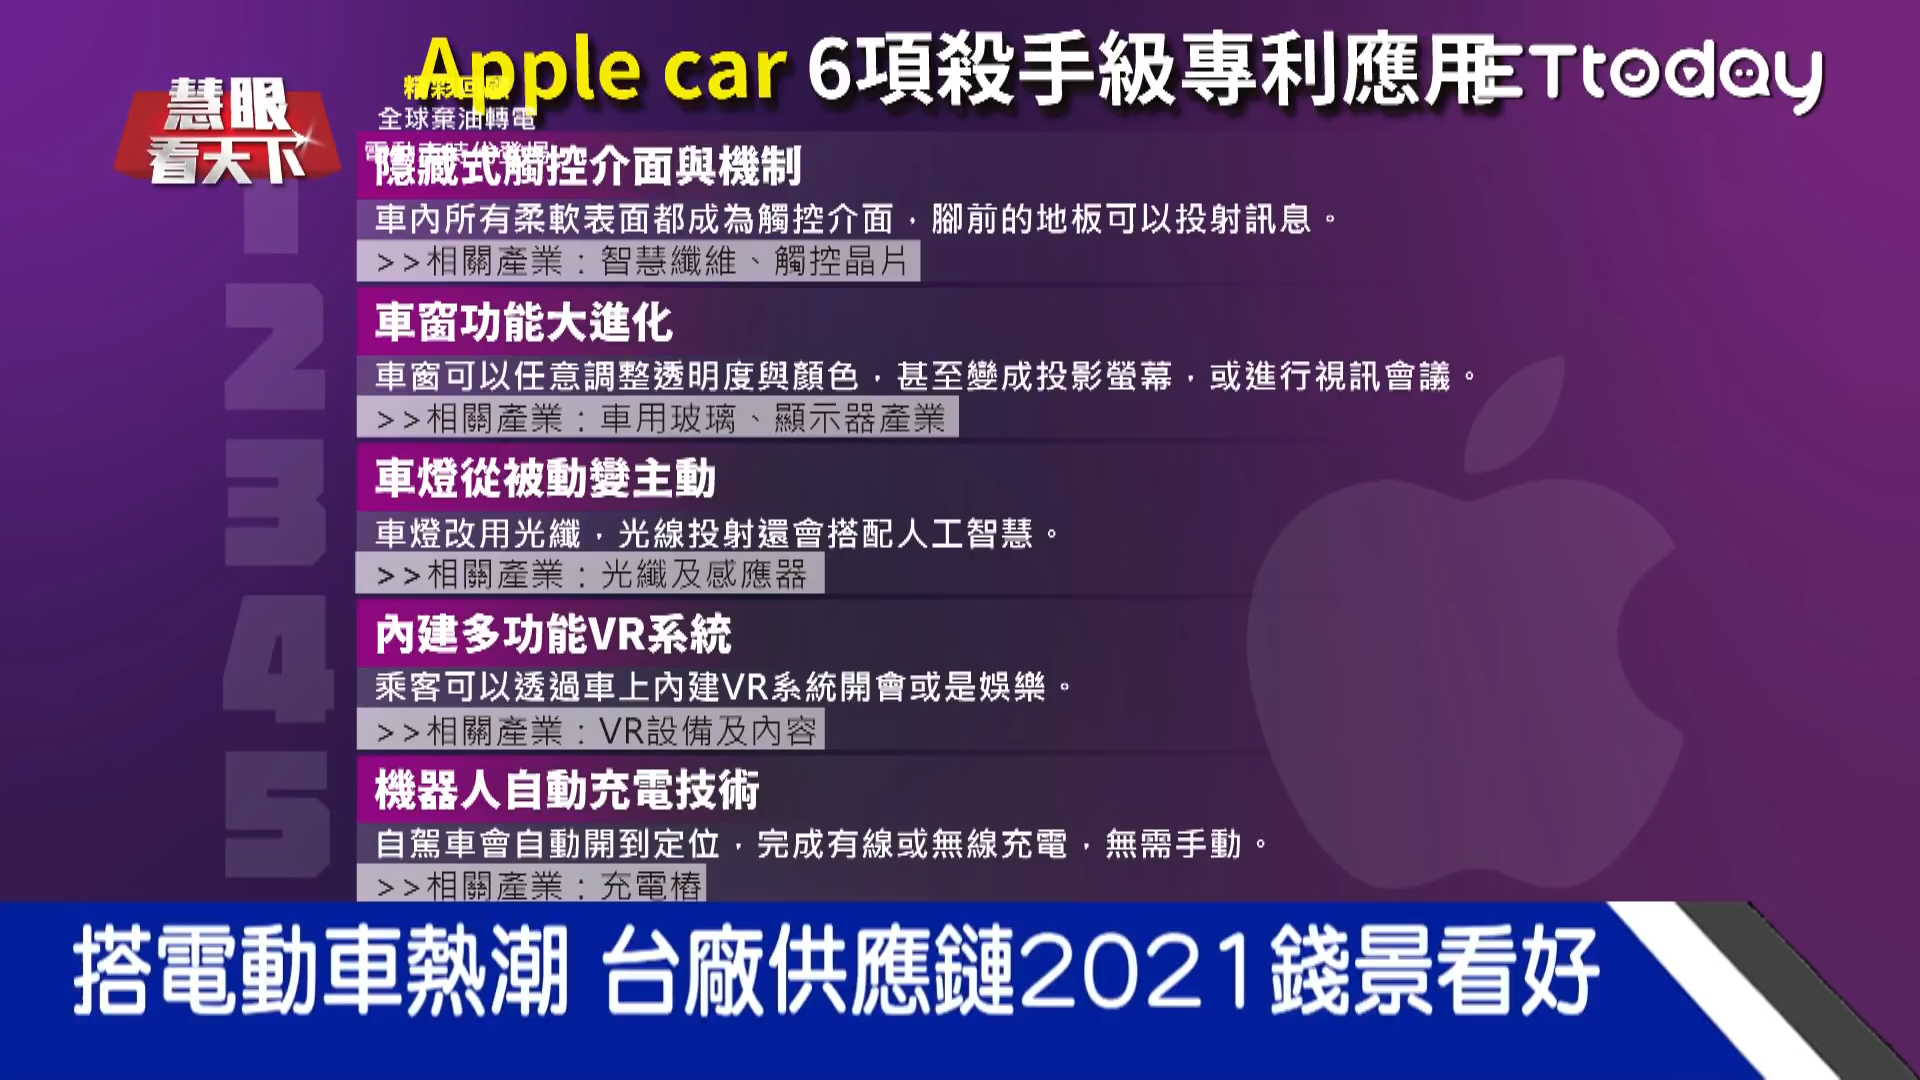 Apple car 6項殺手級專利應用
ETtoday
慧眼
看天下
精彩回顧
全球棄油轉電
1
隱藏式觸控介面與機制
車內所有柔軟表面都成為觸控介面，腳前的地板可以投射訊息。
>>相關產業：智慧纖維、觸控晶片
2
車窗功能大進化
車窗可以任意調整透明度與顏色，甚至變成投影螢幕，或進行視訊會議。
>>相關產業：車用玻璃、顯示器產業
3
車燈從被動變主動
車燈改用光纖，光線投射還會搭配人工智慧。
>>相關產業：光纖及感應器
4
內建多功能VR系統
乘客可以透過車上內建VR系統開會或是娛樂。
>>相關產業：VR設備及內容
5
機器人自動充電技術
自駕車會自動開到定位，完成有線或無線充電，無需手動。
>>相關產業：充電樁
搭電動車熱潮 台廠供應鏈2021錢景看好